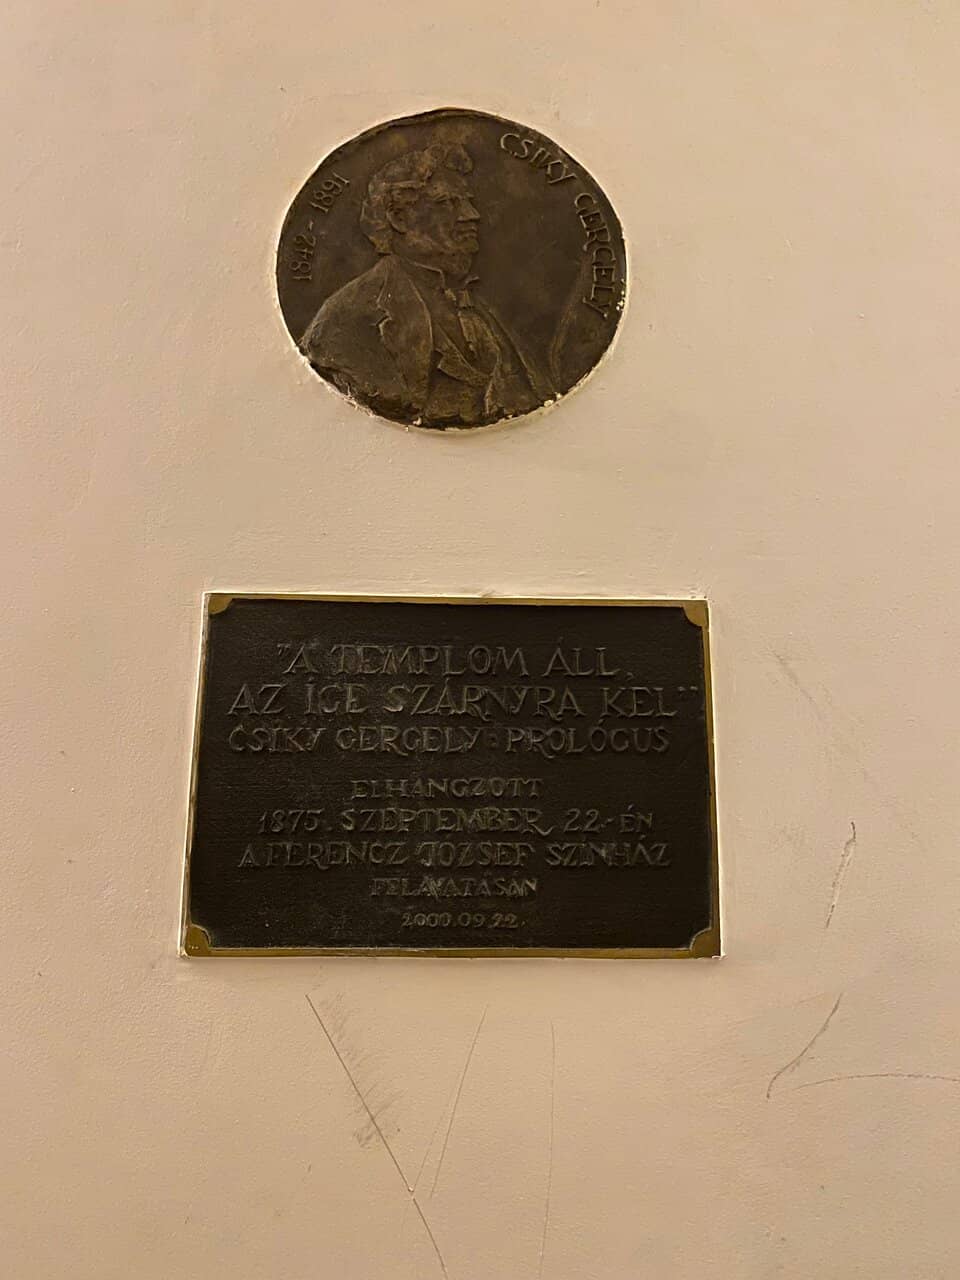 1842 - 1891
CSIKY GERGELY
"A TEMPLOM ÁLL,
AZ ÍGE SZÁRNYRA KEL"
CSIKY GERGELY: PROLÓGUS
ELHANGZOTT
1875. SZEPTEMBER 22.-ÉN
A FERENCZ JÓZSEF SZINHÁZ
FELAVATÁSÁN
2000.09.22.